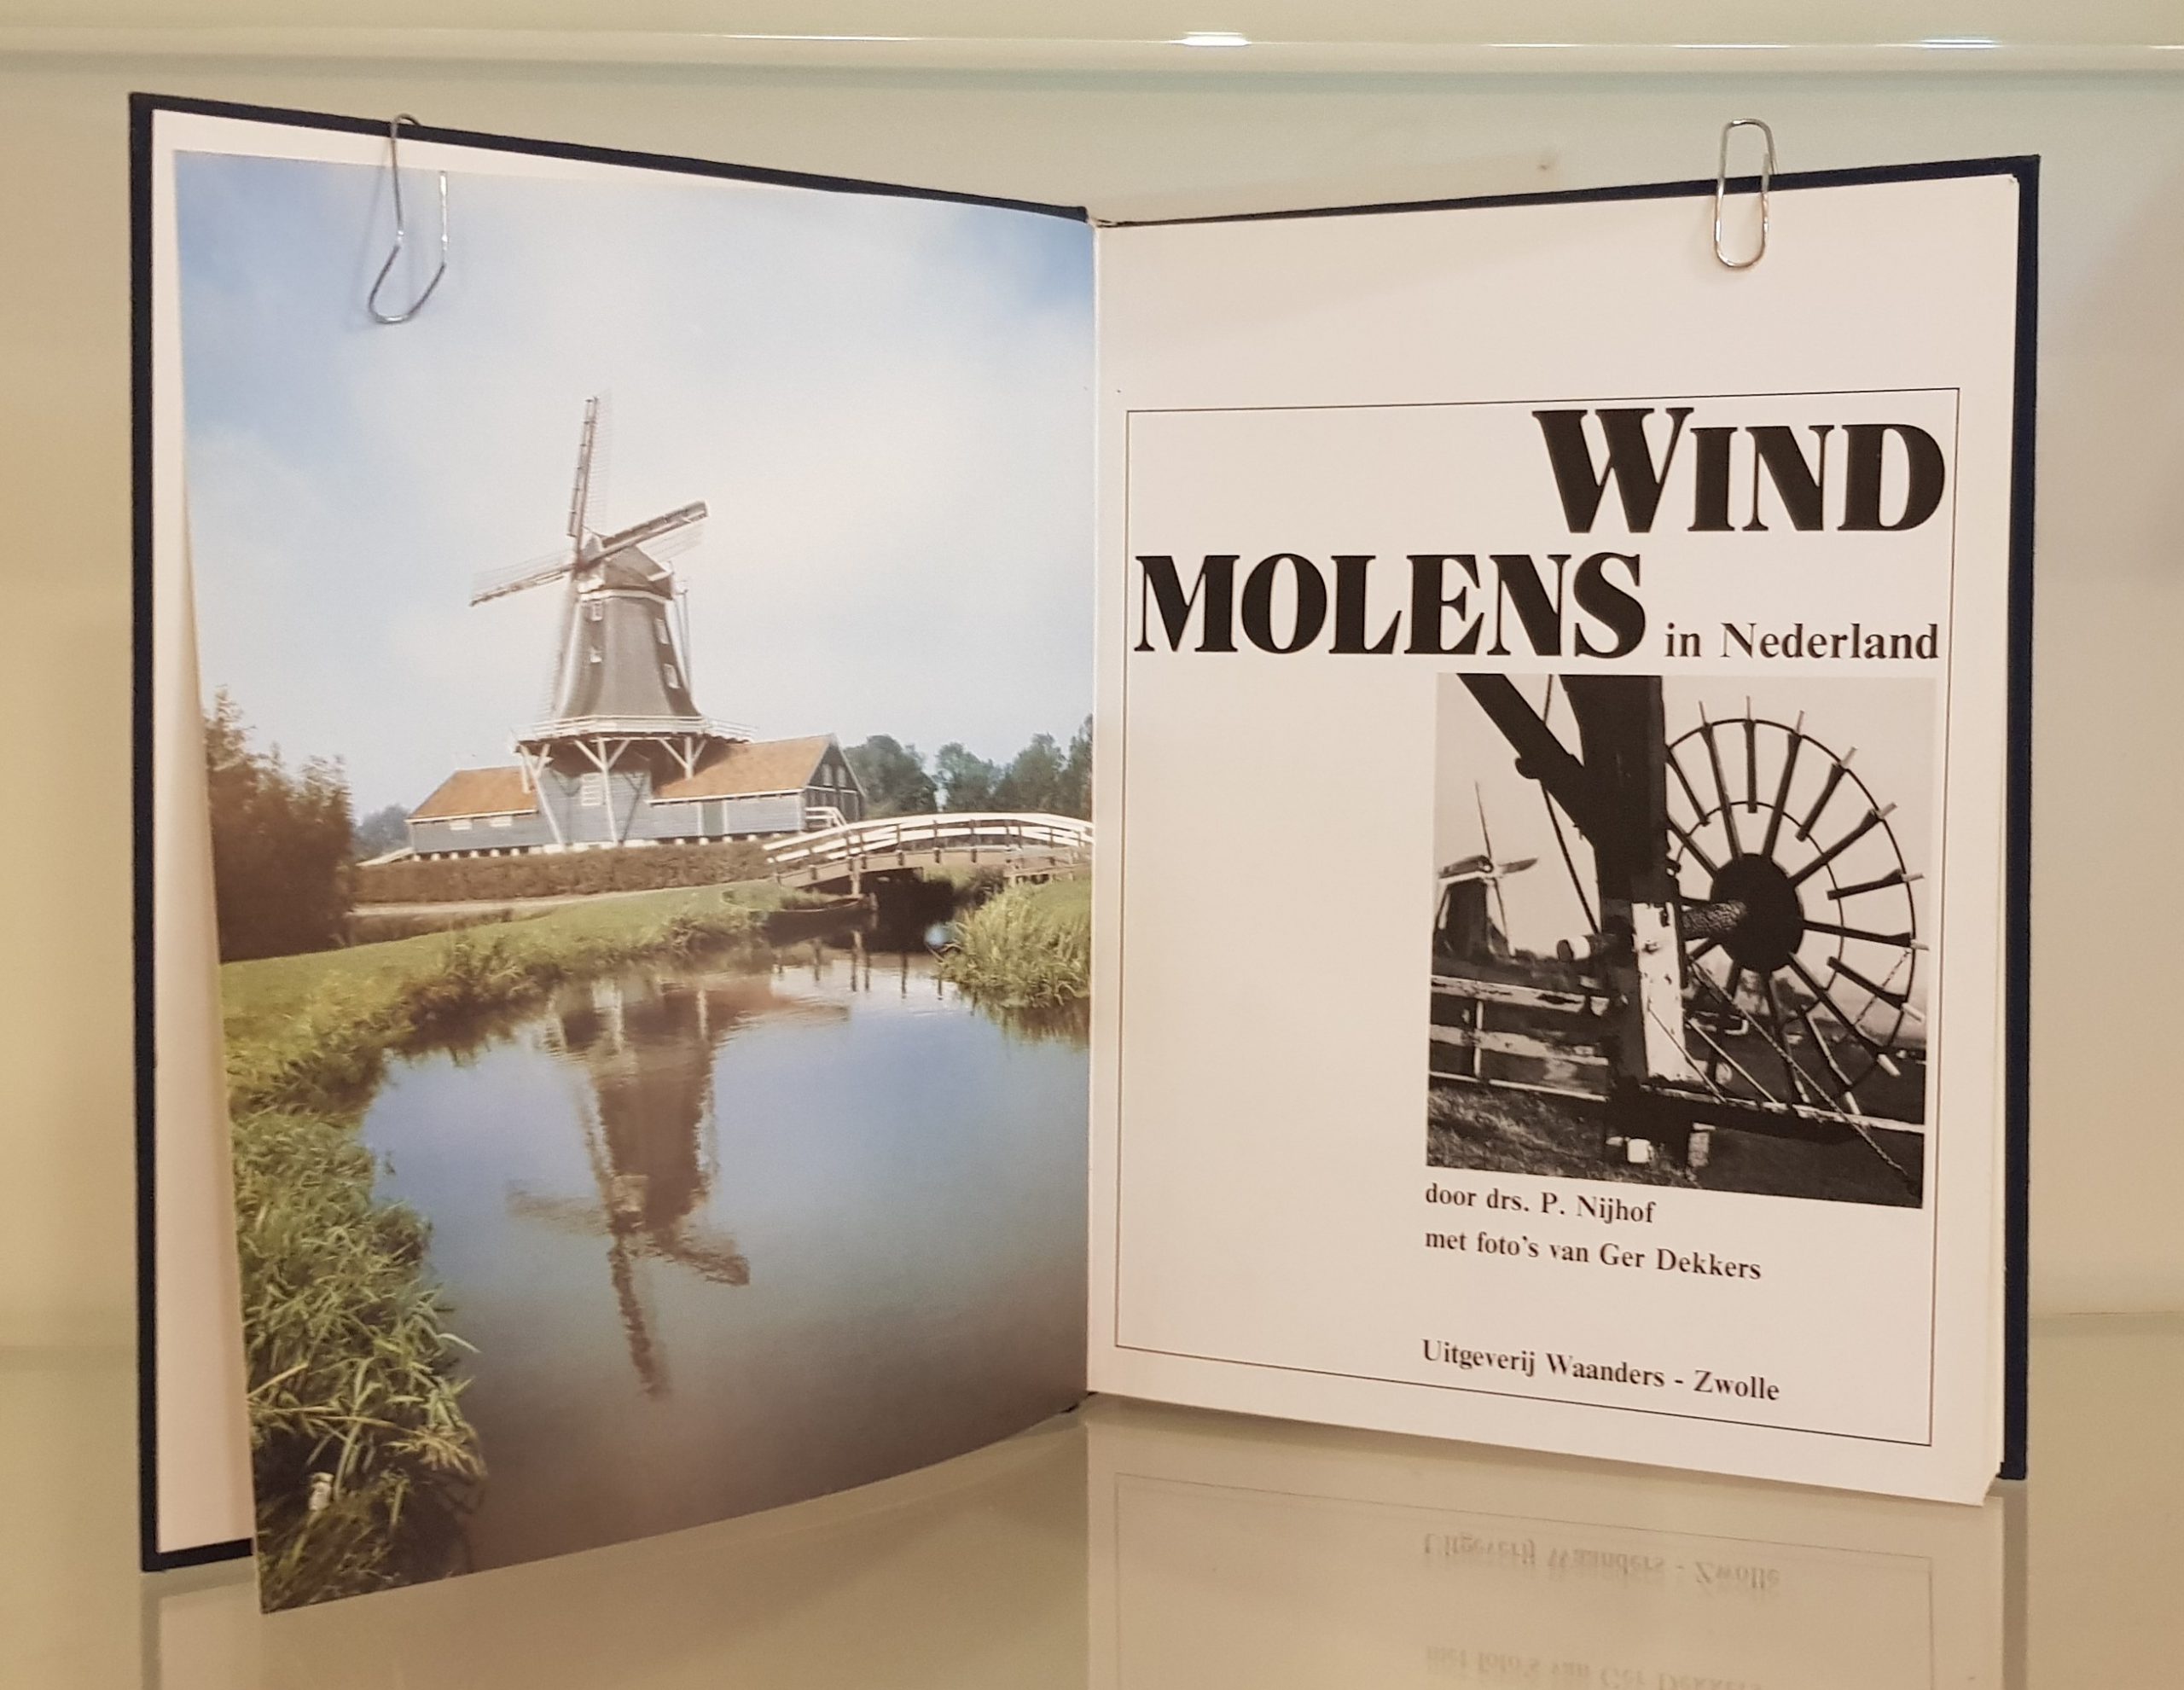 WIND
MOLENS in Nederland
door drs. P. Nijhof
met foto's van Ger Dekkers
Uitgeverij Waanders - Zwolle